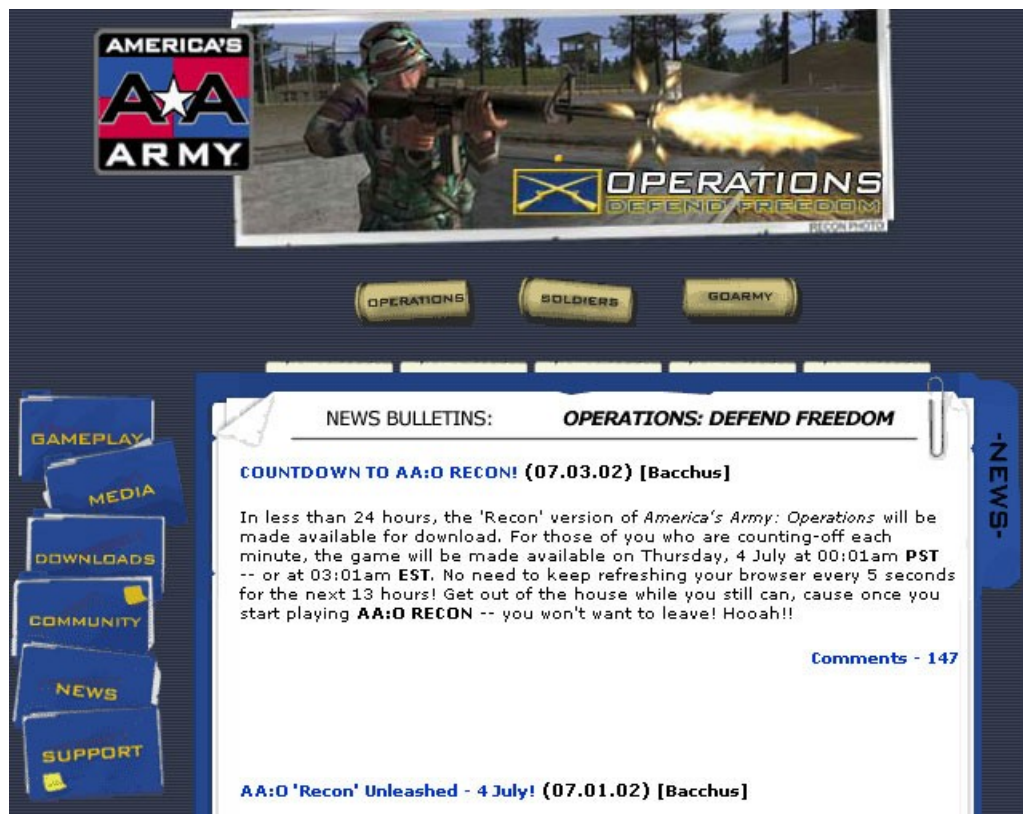 AMERICA'S
AA
ARMY
OPERATIONS
DEFEND FREEDOM
RECON PHOTO
OPERATIONS
SOLDIERS
GOARMY
GAMEPLAY
MEDIA
DOWNLOADS
COMMUNITY
NEWS
SUPPORT
NEWS BULLETINS: OPERATIONS: DEFEND FREEDOM
COUNTDOWN TO AA:O RECON! (07.03.02) [Bacchus]
In less than 24 hours, the 'Recon' version of America's Army: Operations will be
made available for download. For those of you who are counting-off each
minute, the game will be made available on Thursday, 4 July at 00:01am PST
-- or at 03:01am EST. No need to keep refreshing your browser every 5 seconds
for the next 13 hours! Get out of the house while you still can, cause once you
start playing AA:O RECON -- you won't want to leave! Hooah!!
Comments - 147
AA:O 'Recon' Unleashed - 4 July! (07.01.02) [Bacchus]
-NEWS-